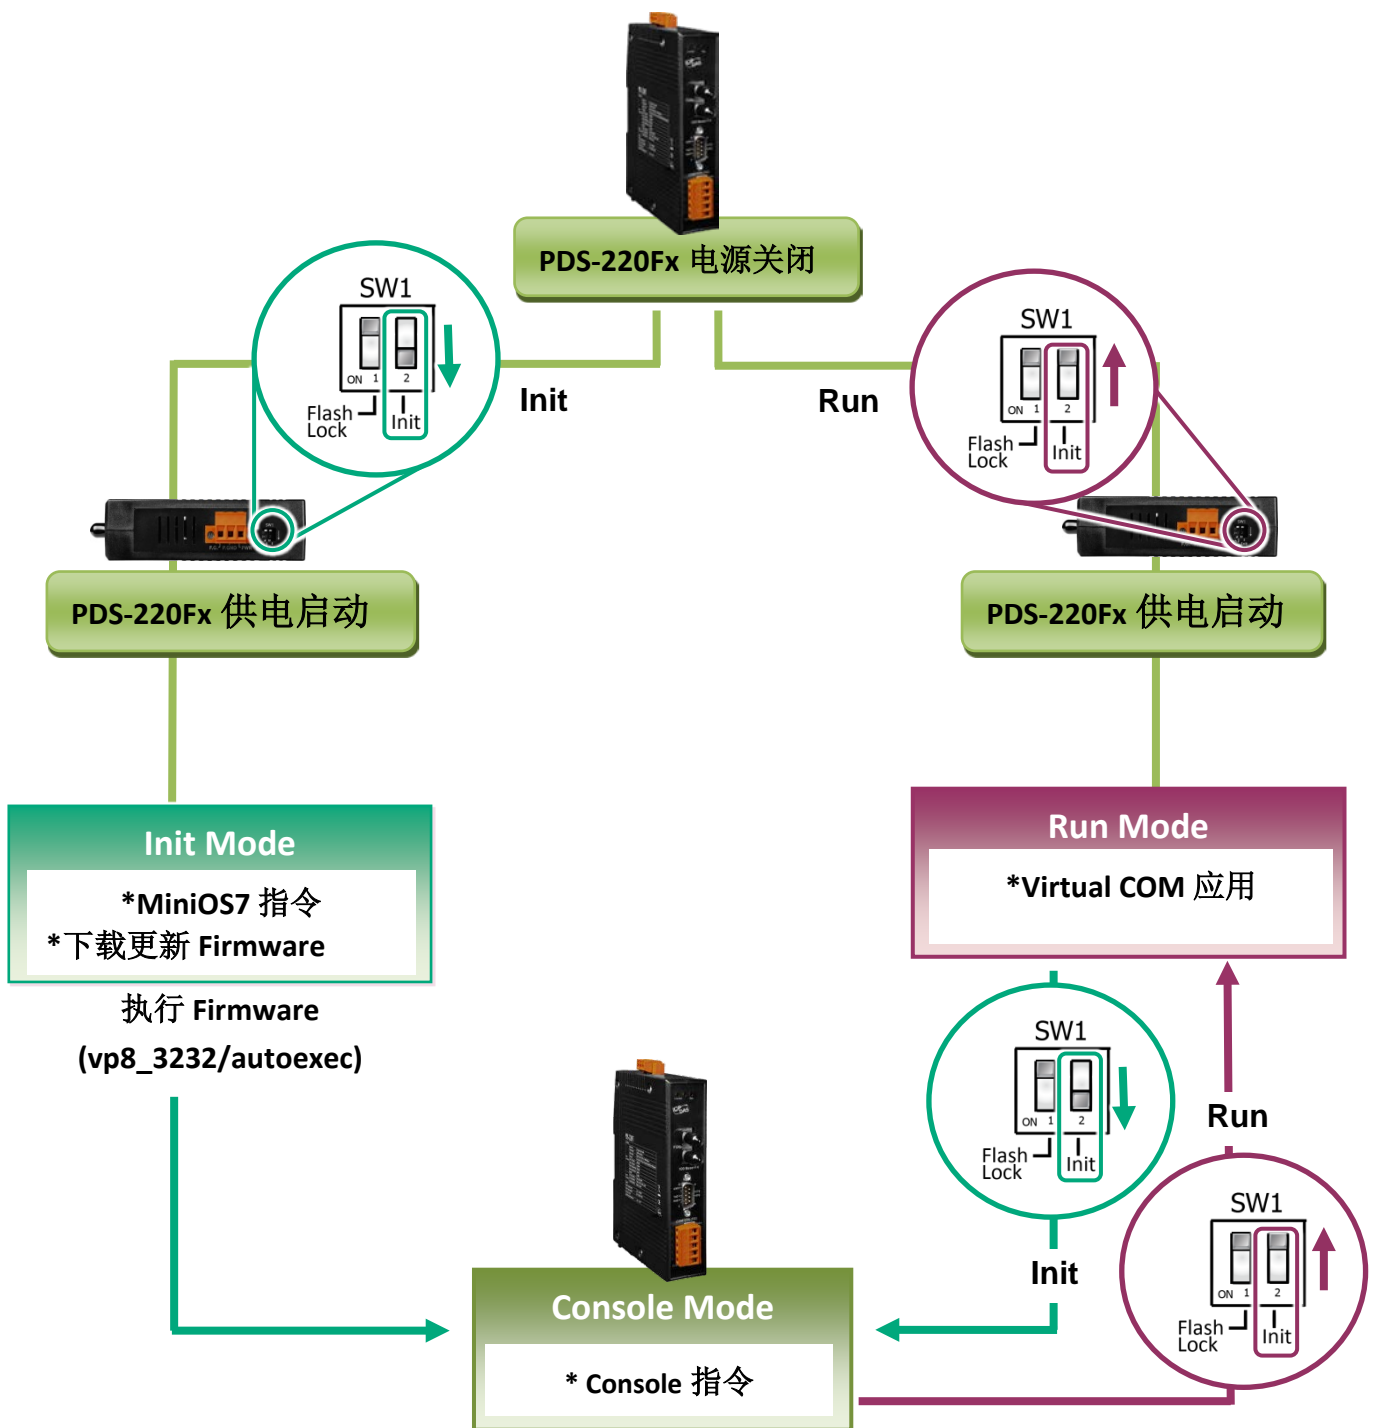 PDS-220Fx 电源关闭
SW1
ON 1 2
Flash
Lock
Init
Init
SW1
ON 1 2
Flash
Lock
Init
Run
PDS-220Fx 供电启动
PDS-220Fx 供电启动
Init Mode
*MiniOS7 指令
*下载更新 Firmware
执行 Firmware
(vp8_3232/autoexec)
Run Mode
*Virtual COM 应用
SW1
ON 1 2
Flash
Lock
Init
Init
Run
SW1
ON 1 2
Flash
Lock
Init
Console Mode
* Console 指令